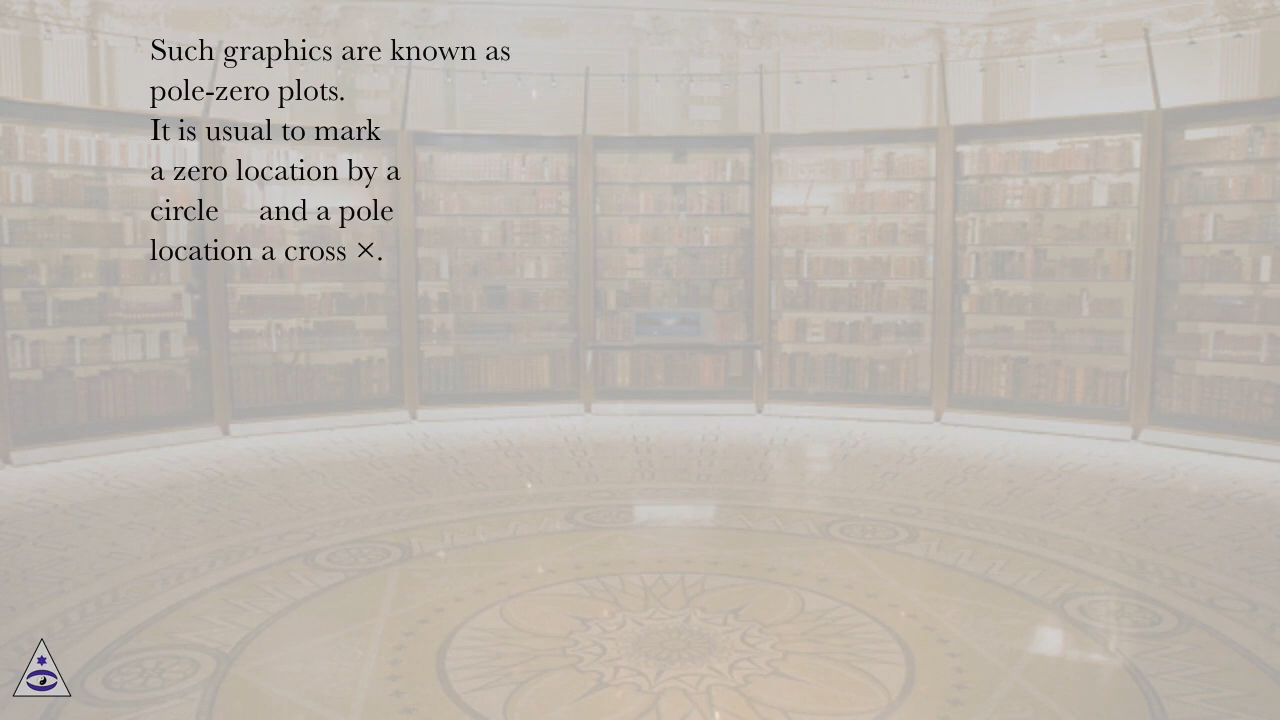 Such graphics are known as
pole-zero plots.
It is usual to mark
a zero location by a
circle and a pole
location a cross ×.